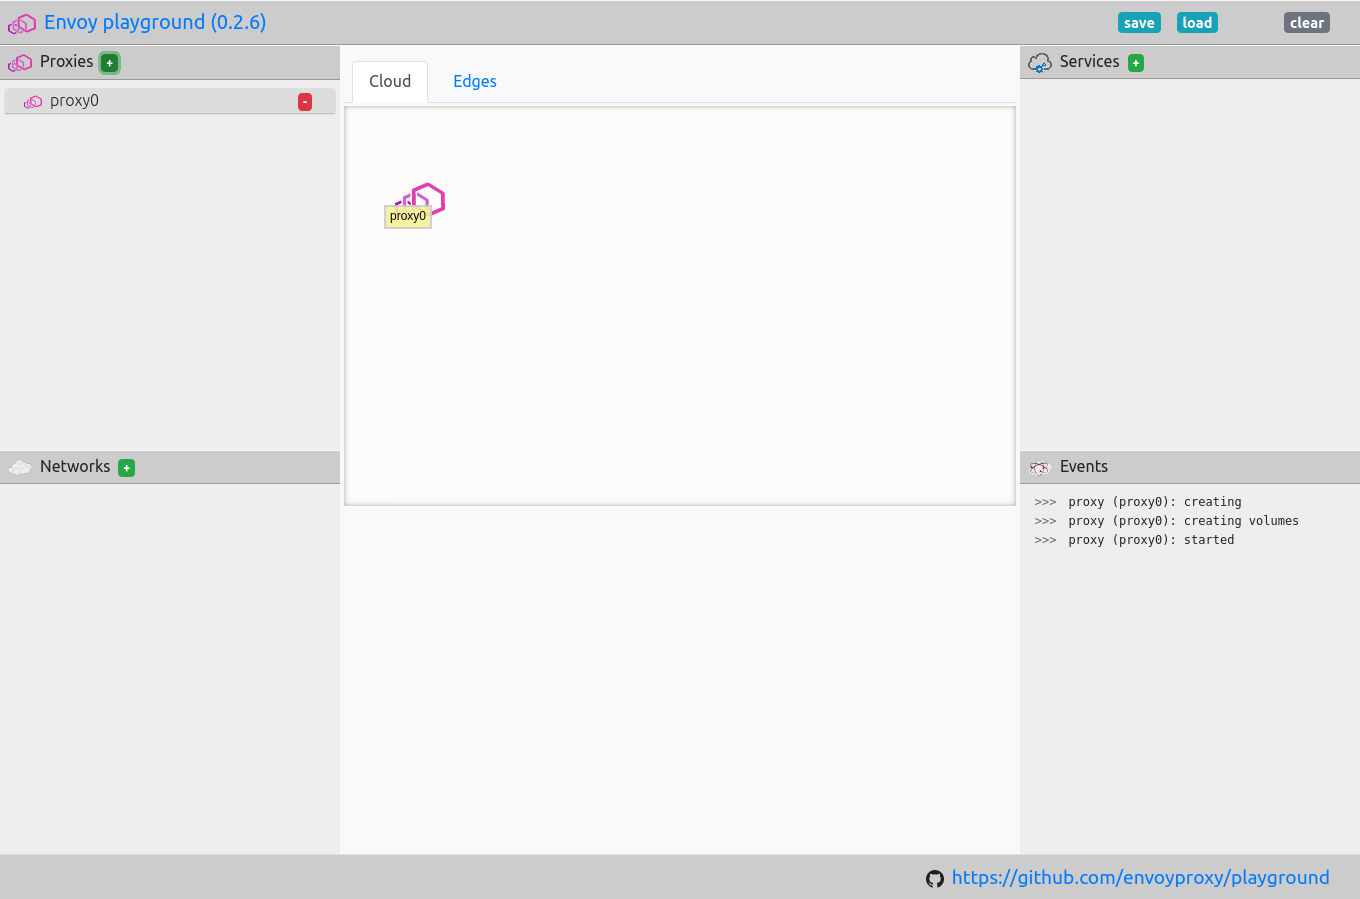 Envoy playground (0.2.6)
save
load
clear
Proxies +
proxy0 -
Cloud
Edges
proxy0
Services +
Networks +
Events
>>> proxy (proxy0): creating
>>> proxy (proxy0): creating volumes
>>> proxy (proxy0): started
https://github.com/envoyproxy/playground